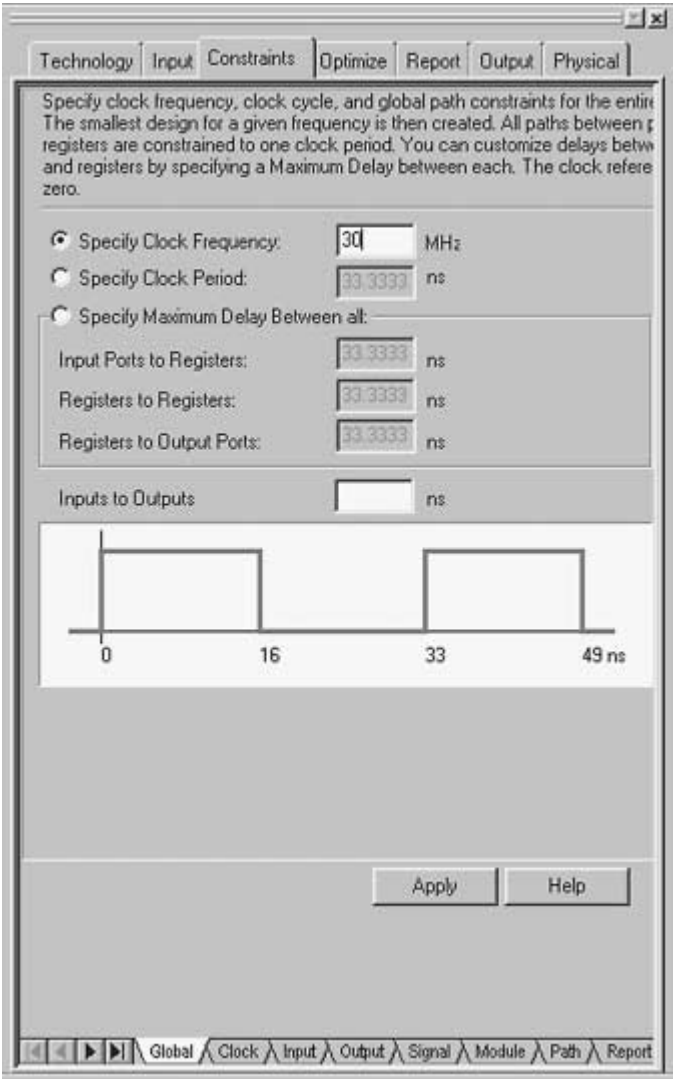 Technology Input Constraints Optimize Report Output Physical
Specify clock frequency, clock cycle, and global path constraints for the entire
The smallest design for a given frequency is then created. All paths between
registers are constrained to one clock period. You can customize delays
and registers by specifying a Maximum Delay between each. The clock
zero.
Specify Clock Frequency: 30 MHz
Specify Clock Period: 33.3333 ns
Specify Maximum Delay Between all:
Input Ports to Registers: 33.3333 ns
Registers to Registers: 33.3333 ns
Registers to Output Ports: 33.3333 ns
Inputs to Outputs ns
0 16 33 49 ns
Apply Help
Global Clock Input Output Signal Module Path Report